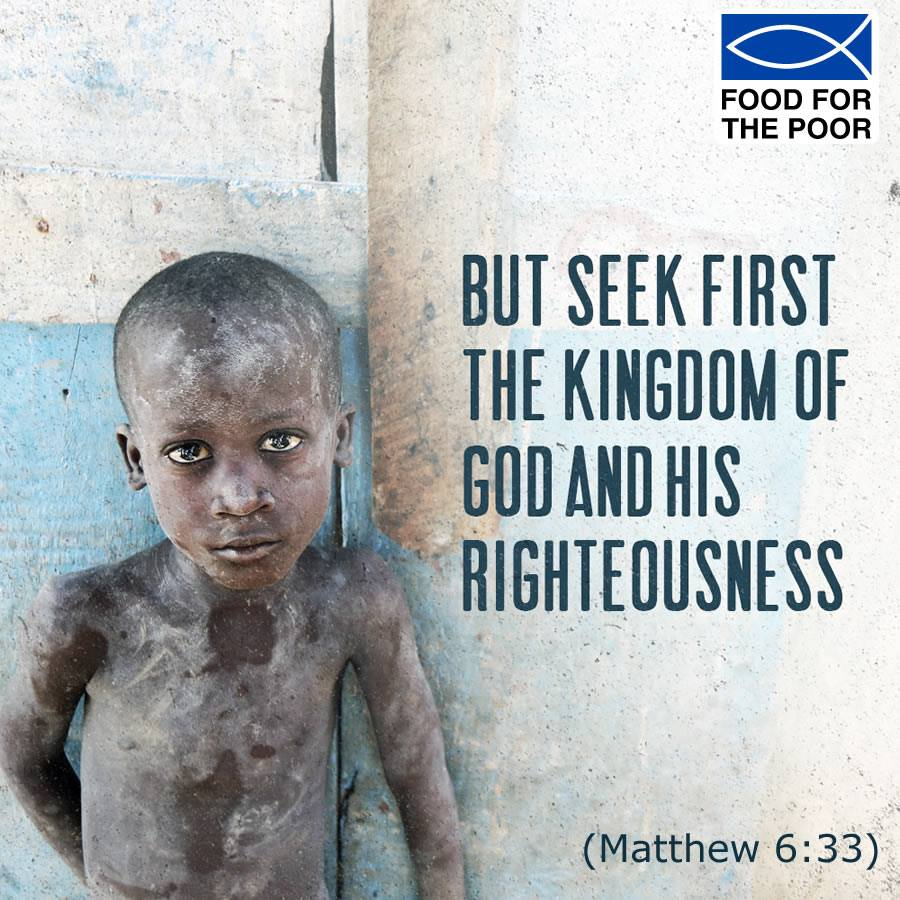 FOOD FOR
THE POOR
BUT SEEK FIRST
THE KINGDOM OF
GOD AND HIS
RIGHTEOUSNESS
(Matthew 6:33)